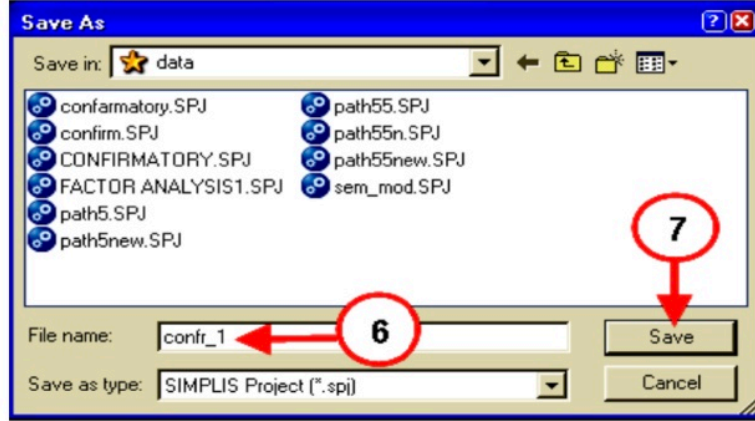 Save As
Save in: data
confarmatory.SPJ
confirm.SPJ
CONFIRMATORY.SPJ
FACTOR ANALYSIS1.SPJ
path5.SPJ
path5new.SPJ
path55.SPJ
path55n.SPJ
path55new.SPJ
sem_mod.SPJ
7
File name: confr_1 6 Save
Save as type: SIMPLIS Project (*.spj) Cancel